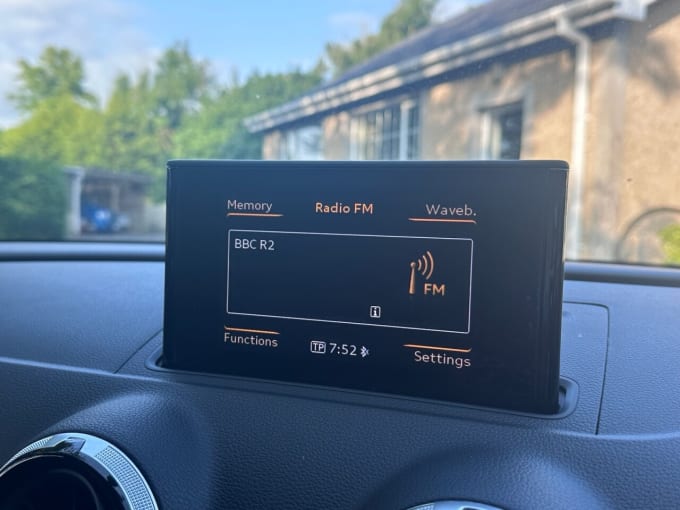 Memory
Radio FM
Waveb.
BBC R2
FM
i
Functions
TP 7:52
Settings